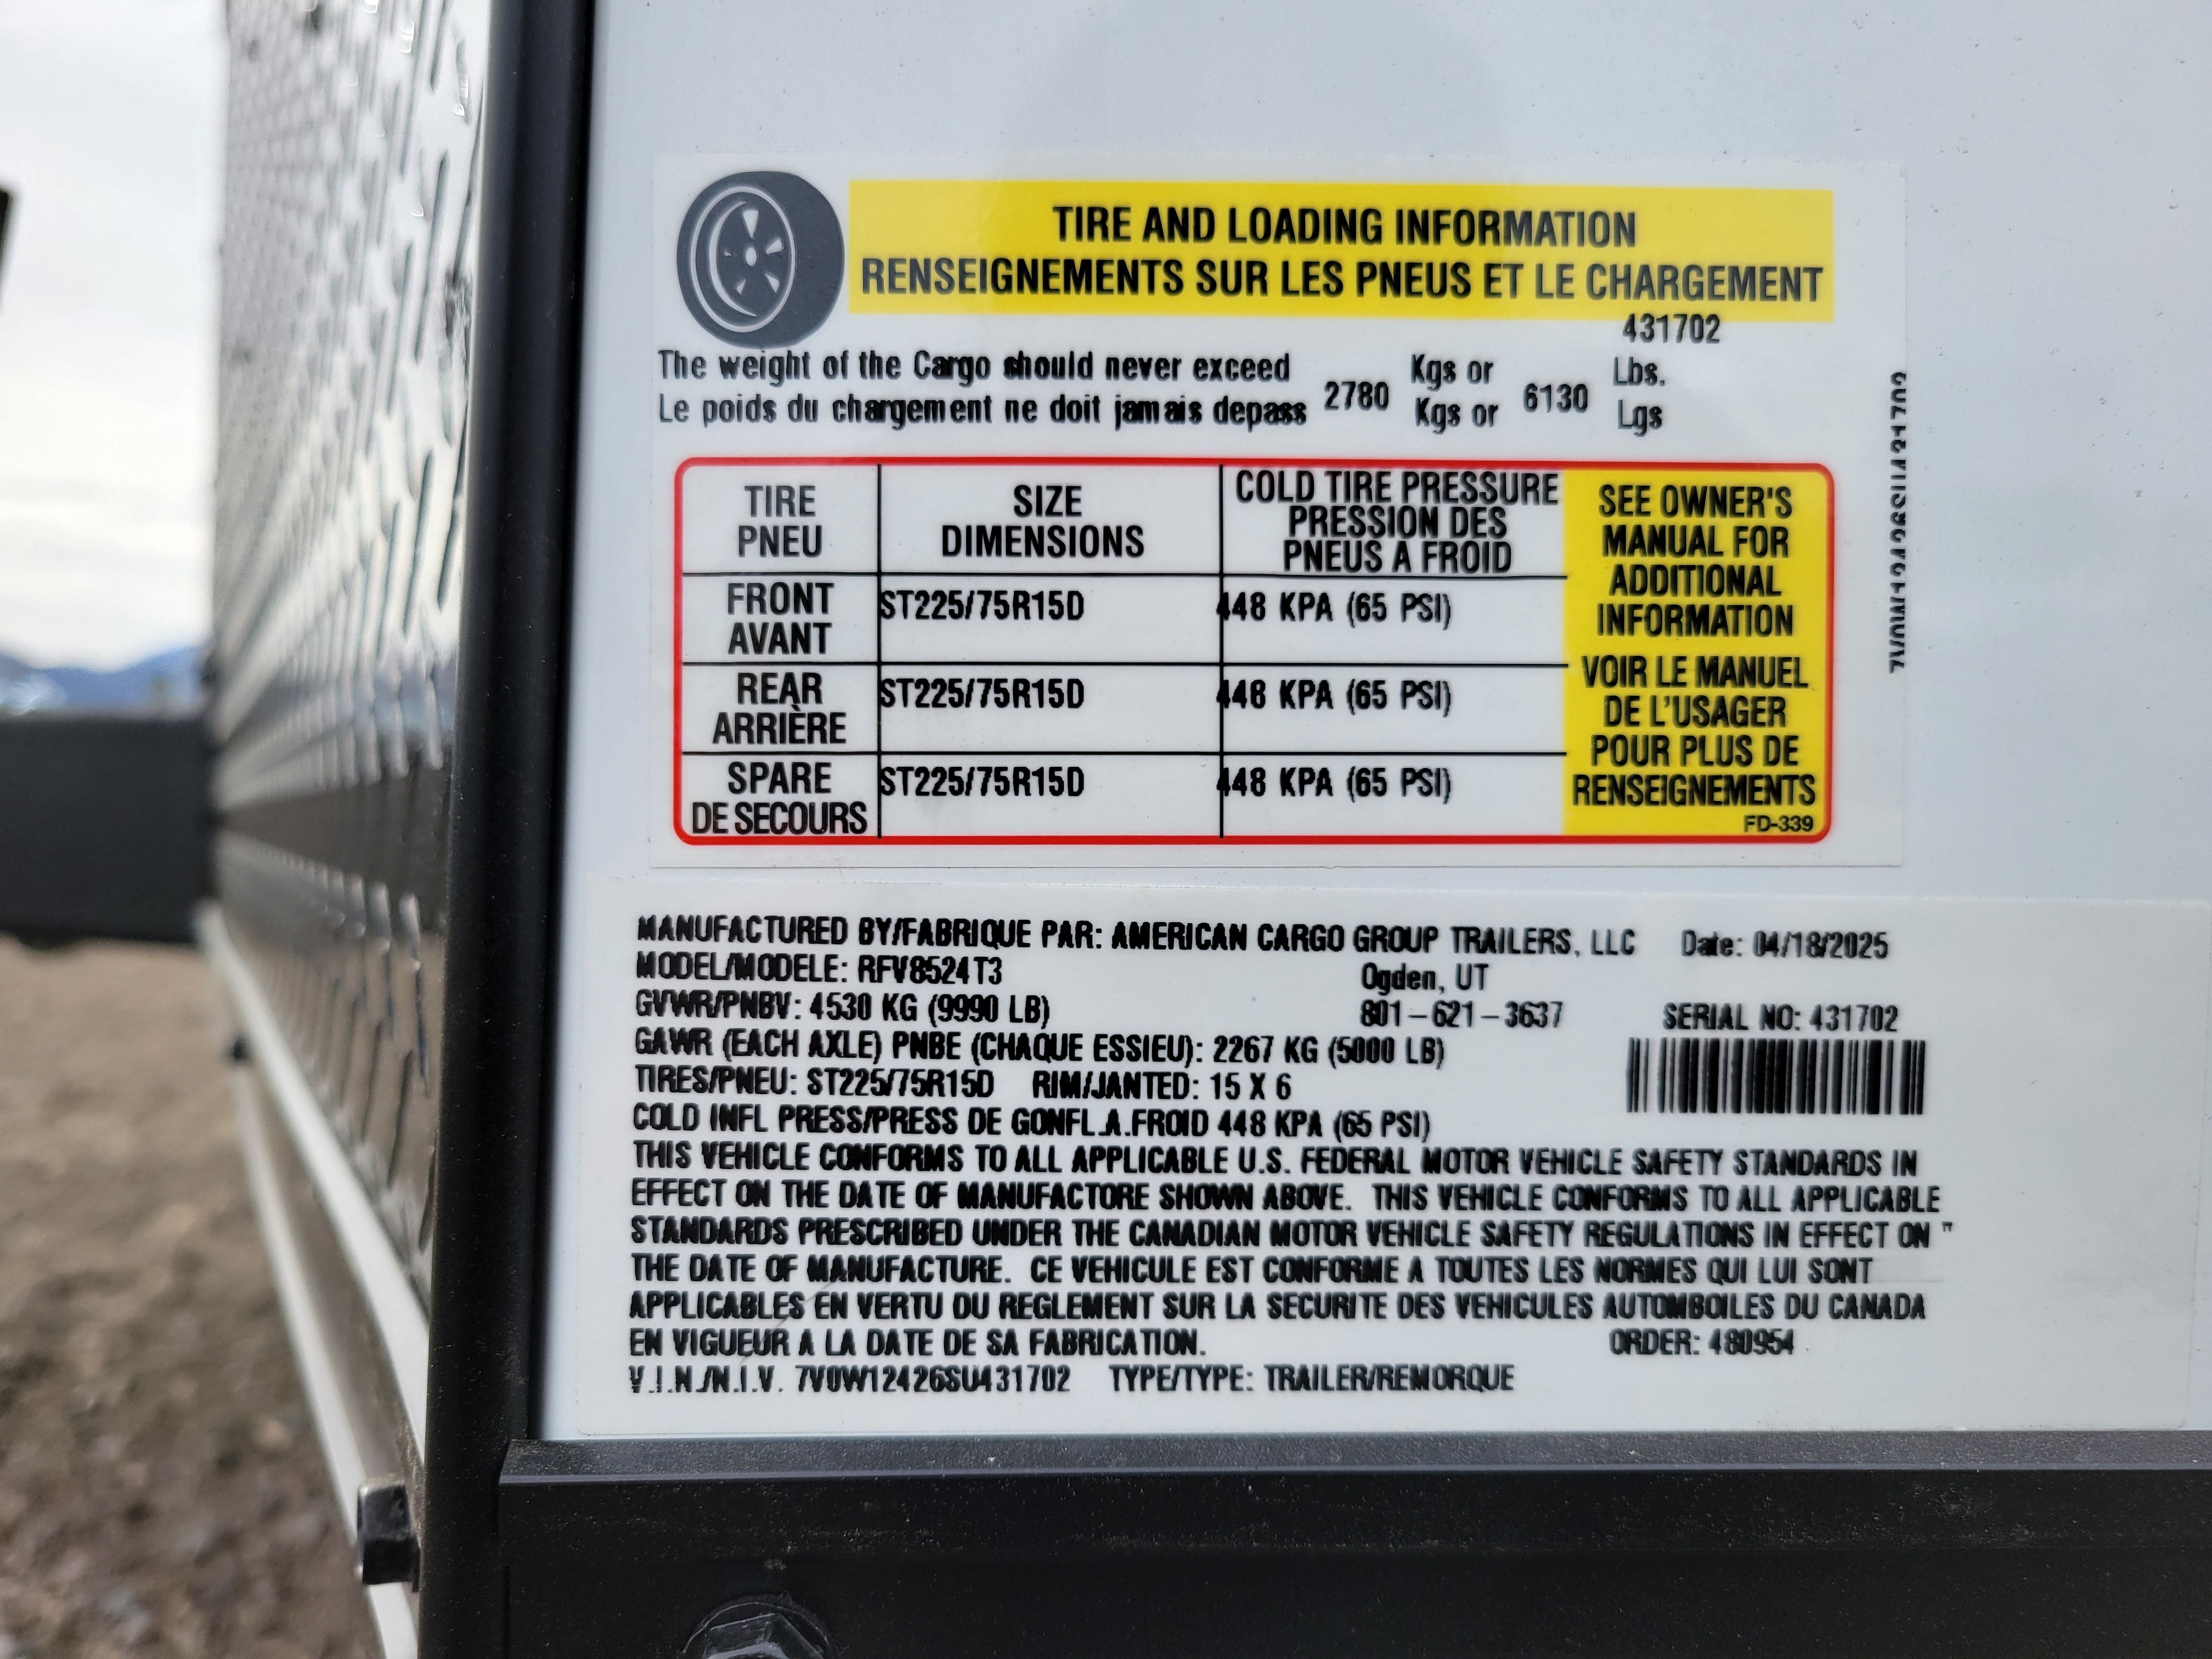 TIRE AND LOADING INFORMATION
RENSEIGNEMENTS SUR LES PNEUS ET LE CHARGEMENT
431702
The weight of the Cargo should never exceed 2780 Kgs or 6130 Lbs.
Le poids du chargement ne doit jamais depass Kgs or Lgs
TIRE SIZE COLD TIRE PRESSURE
PNEU DIMENSIONS PRESSION DES
PNEUS A FROID
FRONT ST225/75R15D 448 KPA (65 PSI)
AVANT
REAR ST225/75R15D 448 KPA (65 PSI)
ARRIÈRE
SPARE ST225/75R15D 448 KPA (65 PSI)
DE SECOURS
SEE OWNER'S
MANUAL FOR
ADDITIONAL
INFORMATION
VOIR LE MANUEL
DE L'USAGER
POUR PLUS DE
RENSEIGNEMENTS
FD-339
MANUFACTURED BY/FABRIQUE PAR: AMERICAN CARGO GROUP TRAILERS, LLC Date: 04/18/2025
MODEL/MODELE: RFV8524T3 Ogden, UT
GVWR/PNBV: 4530 KG (9990 LB) 801-621-3637 SERIAL NO: 431702
GAWR (EACH AXLE) PNBE (CHAQUE ESSIEU): 2267 KG (5000 LB)
TIRES/PNEU: ST225/75R15D RIM/JANTED: 15 X 6
COLD INFL PRESS/PRESS DE GONFL.A.FROID 448 KPA (65 PSI)
THIS VEHICLE CONFORMS TO ALL APPLICABLE U.S. FEDERAL MOTOR VEHICLE SAFETY STANDARDS IN
EFFECT ON THE DATE OF MANUFACTORE SHOWN ABOVE. THIS VEHICLE CONFORMS TO ALL APPLICABLE
STANDARDS PRESCRIBED UNDER THE CANADIAN MOTOR VEHICLE SAFETY REGULATIONS IN EFFECT ON "
THE DATE OF MANUFACTURE. CE VEHICULE EST CONFORME A TOUTES LES NORMES QUI LUI SONT
APPLICABLES EN VERTU DU REGLEMENT SUR LA SECURITE DES VEHICULES AUTOMBOILES DU CANADA
EN VIGUEUR A LA DATE DE SA FABRICATION. ORDER: 480954
V.I.N./N.I.V. 7V0W12426SU431702 TYPE/TYPE: TRAILER/REMORQUE